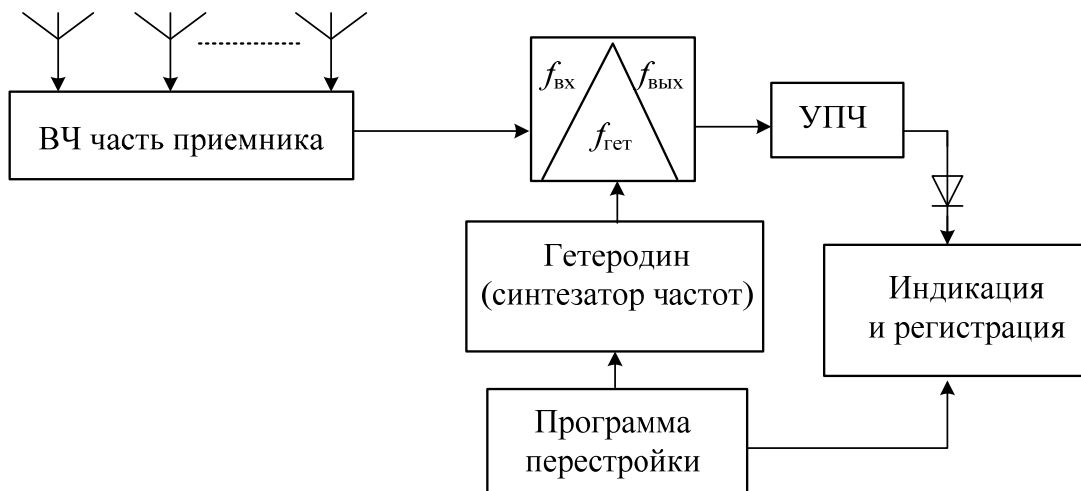 ВЧ часть приемника
fвх
fвых
fгет
УПЧ
Гетеродин
(синтезатор частот)
Индикация
и регистрация
Программа
перестройки